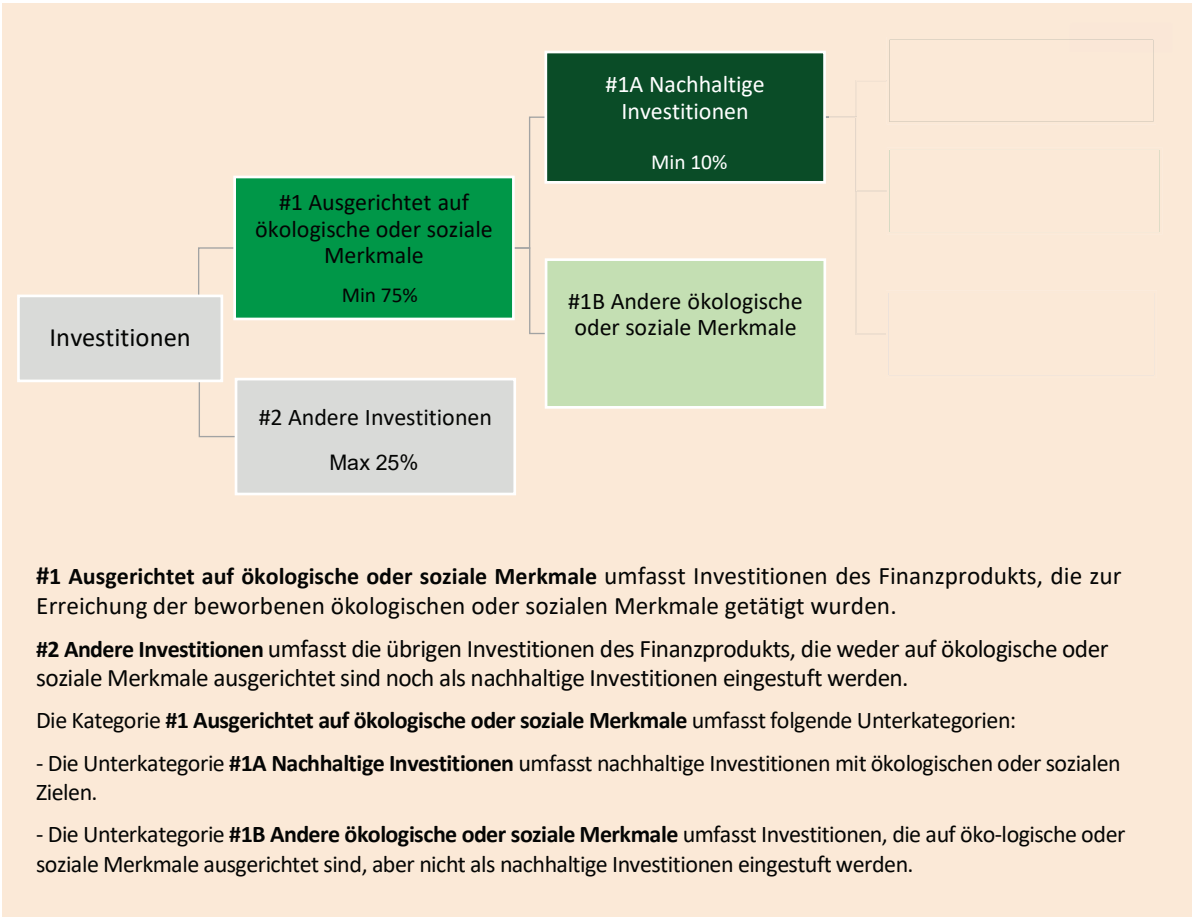 #1A Nachhaltige
Investitionen
Min 10%
#1 Ausgerichtet auf
ökologische oder soziale
Merkmale
Min 75%
#1B Andere ökologische
oder soziale Merkmale
Investitionen
#2 Andere Investitionen
Max 25%
#1 Ausgerichtet auf ökologische oder soziale Merkmale umfasst Investitionen des Finanzprodukts, die zur
Erreichung der beworbenen ökologischen oder sozialen Merkmale getätigt wurden.
#2 Andere Investitionen umfasst die übrigen Investitionen des Finanzprodukts, die weder auf ökologische oder
soziale Merkmale ausgerichtet sind noch als nachhaltige Investitionen eingestuft werden.
Die Kategorie #1 Ausgerichtet auf ökologische oder soziale Merkmale umfasst folgende Unterkategorien:
- Die Unterkategorie #1A Nachhaltige Investitionen umfasst nachhaltige Investitionen mit ökologischen oder sozialen
Zielen.
- Die Unterkategorie #1B Andere ökologische oder soziale Merkmale umfasst Investitionen, die auf öko-logische oder
soziale Merkmale ausgerichtet sind, aber nicht als nachhaltige Investitionen eingestuft werden.